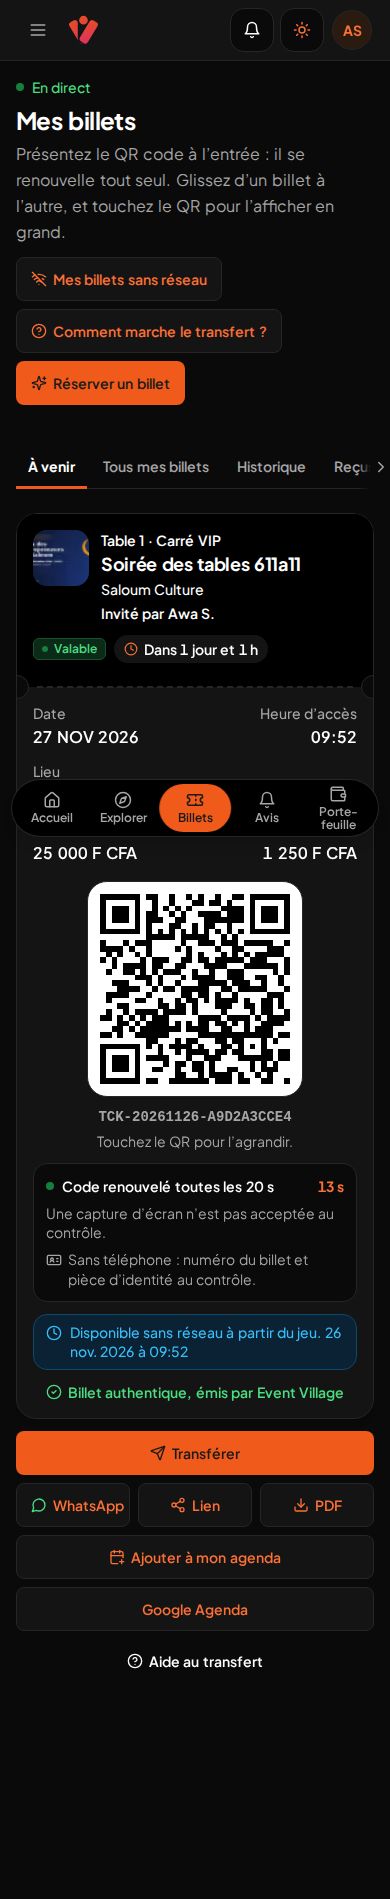 AS
En direct
Mes billets
Présentez le QR code à l’entrée : il se
renouvelle tout seul. Glissez d’un billet à
l’autre, et touchez le QR pour l’afficher en
grand.
Mes billets sans réseau
Comment marche le transfert ?
Réserver un billet
À venir
Tous mes billets
Historique
Reçus
Table 1 · Carré VIP
Soirée des tables 611a11
Saloum Culture
Invité par Awa S.
Valable
Dans 1 jour et 1 h
Date
Heure d’accès
27 NOV 2026
09:52
Lieu
Accueil
Explorer
Billets
Avis
Porte-
feuille
25 000 F CFA
1 250 F CFA
TCK-20261126-A9D2A3CCE4
Touchez le QR pour l’agrandir.
Code renouvelé toutes les 20 s
13 s
Une capture d’écran n’est pas acceptée au
contrôle.
Sans téléphone : numéro du billet et
pièce d’identité au contrôle.
Disponible sans réseau à partir du jeu. 26
nov. 2026 à 09:52
Billet authentique, émis par Event Village
Transférer
WhatsApp
Lien
PDF
Ajouter à mon agenda
Google Agenda
Aide au transfert